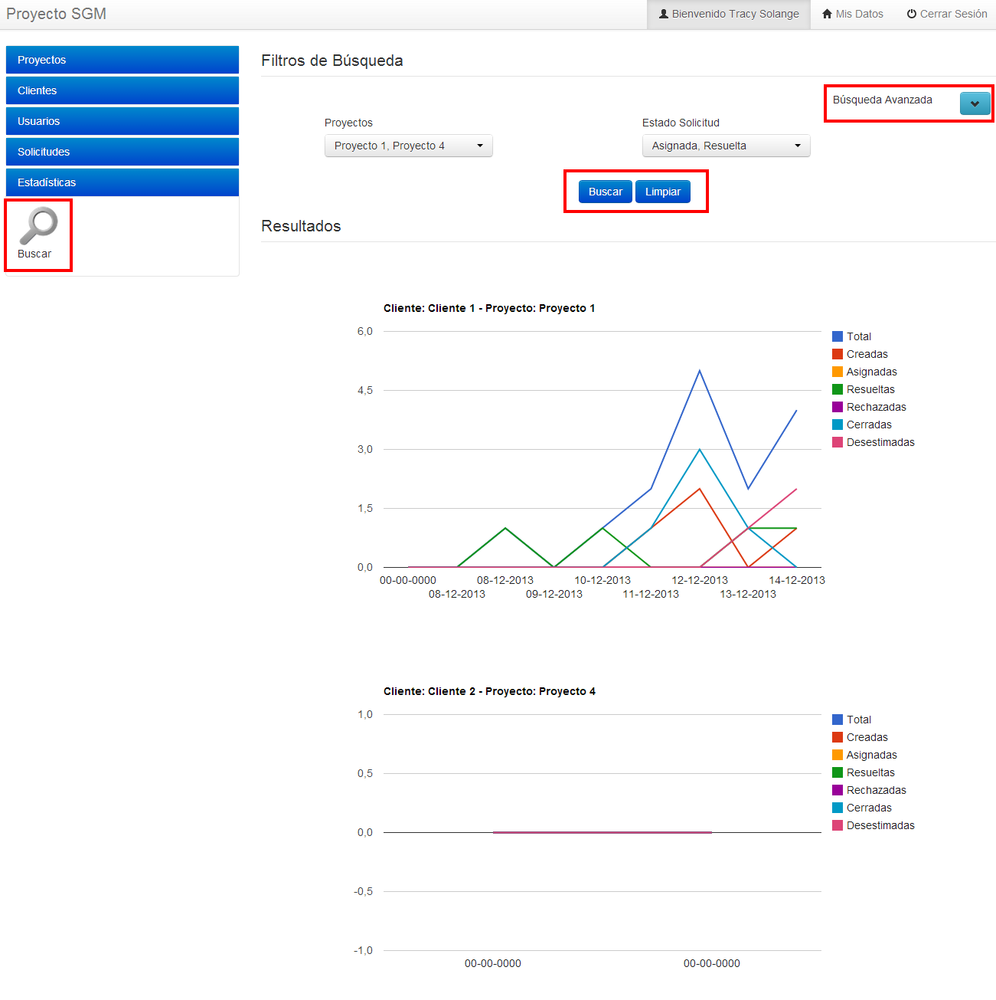 Proyecto SGM
Bienvenido Tracy Solange
Mis Datos
Cerrar Sesión
Proyectos
Clientes
Usuarios
Solicitudes
Estadísticas
Buscar
Filtros de Búsqueda
Búsqueda Avanzada
Proyectos
Estado Solicitud
Proyecto 1, Proyecto 4
Asignada, Resuelta
Buscar
Limpiar
Resultados
Cliente: Cliente 1 - Proyecto: Proyecto 1
6,0
4,5
3,0
1,5
0,0
00-00-0000
08-12-2013
08-12-2013
09-12-2013
10-12-2013
11-12-2013
12-12-2013
13-12-2013
14-12-2013
Total
Creadas
Asignadas
Resueltas
Rechazadas
Cerradas
Desestimadas
Cliente: Cliente 2 - Proyecto: Proyecto 4
1,0
0,5
0,0
-0,5
-1,0
00-00-0000
00-00-0000
Total
Creadas
Asignadas
Resueltas
Rechazadas
Cerradas
Desestimadas